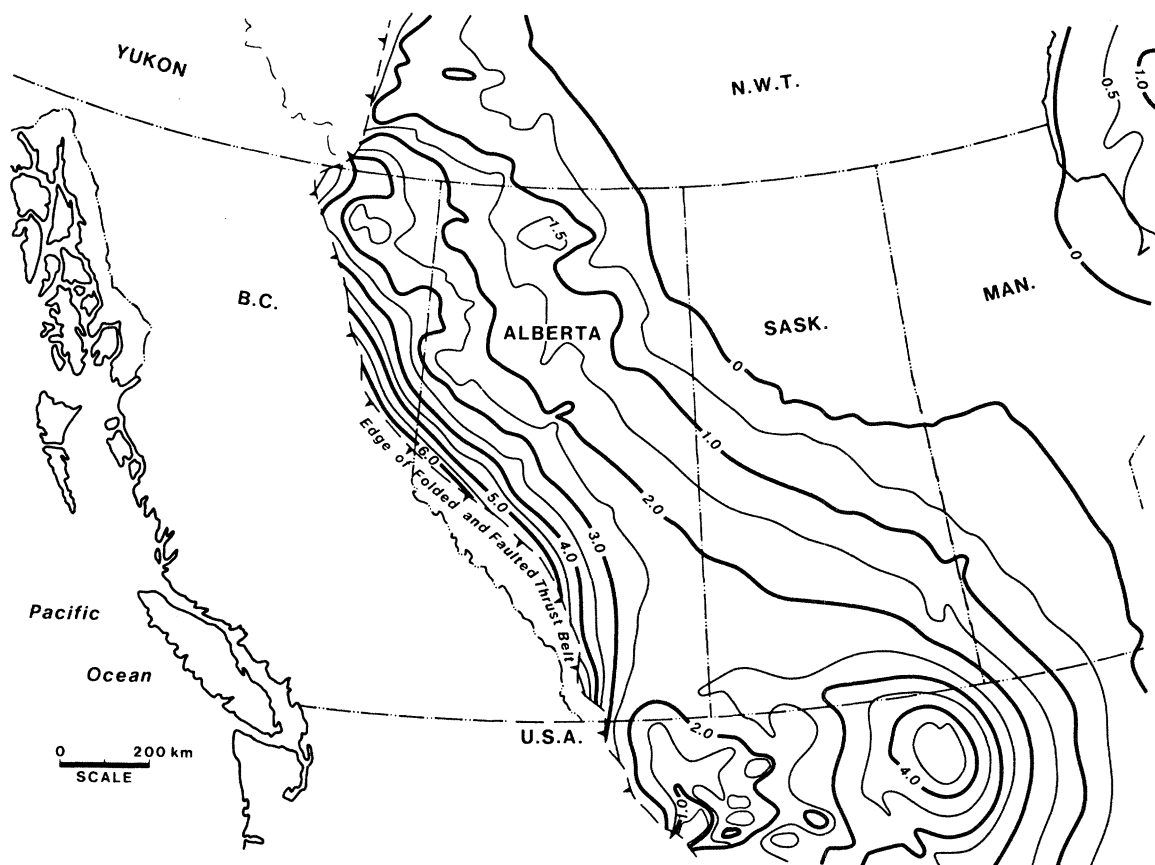 YUKON
N.W.T.
0.5
1.0
B.C.
1.5
ALBERTA
SASK.
MAN.
0
0
1.0
6.0
5.0
2.0
4.0
3.0
Edge of Folded and Faulted Thrust Belt
Pacific
Ocean
2.0
U.S.A.
4.0
1.0
0 200 km
SCALE